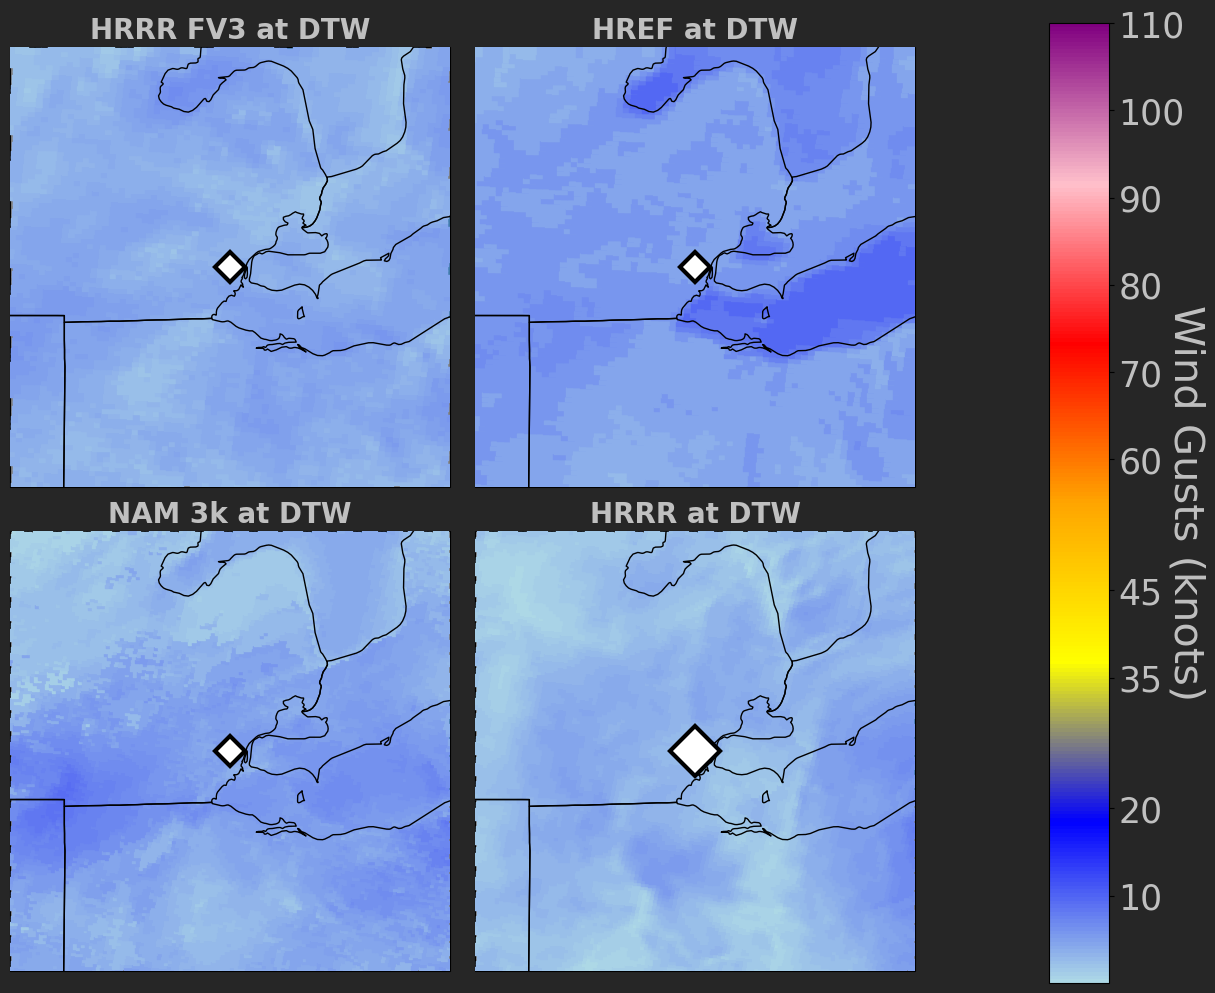 HRRR FV3 at DTW
HREF at DTW
NAM 3k at DTW
HRRR at DTW
110
100
90
80
70
60
45
35
20
10
Wind Gusts (knots)